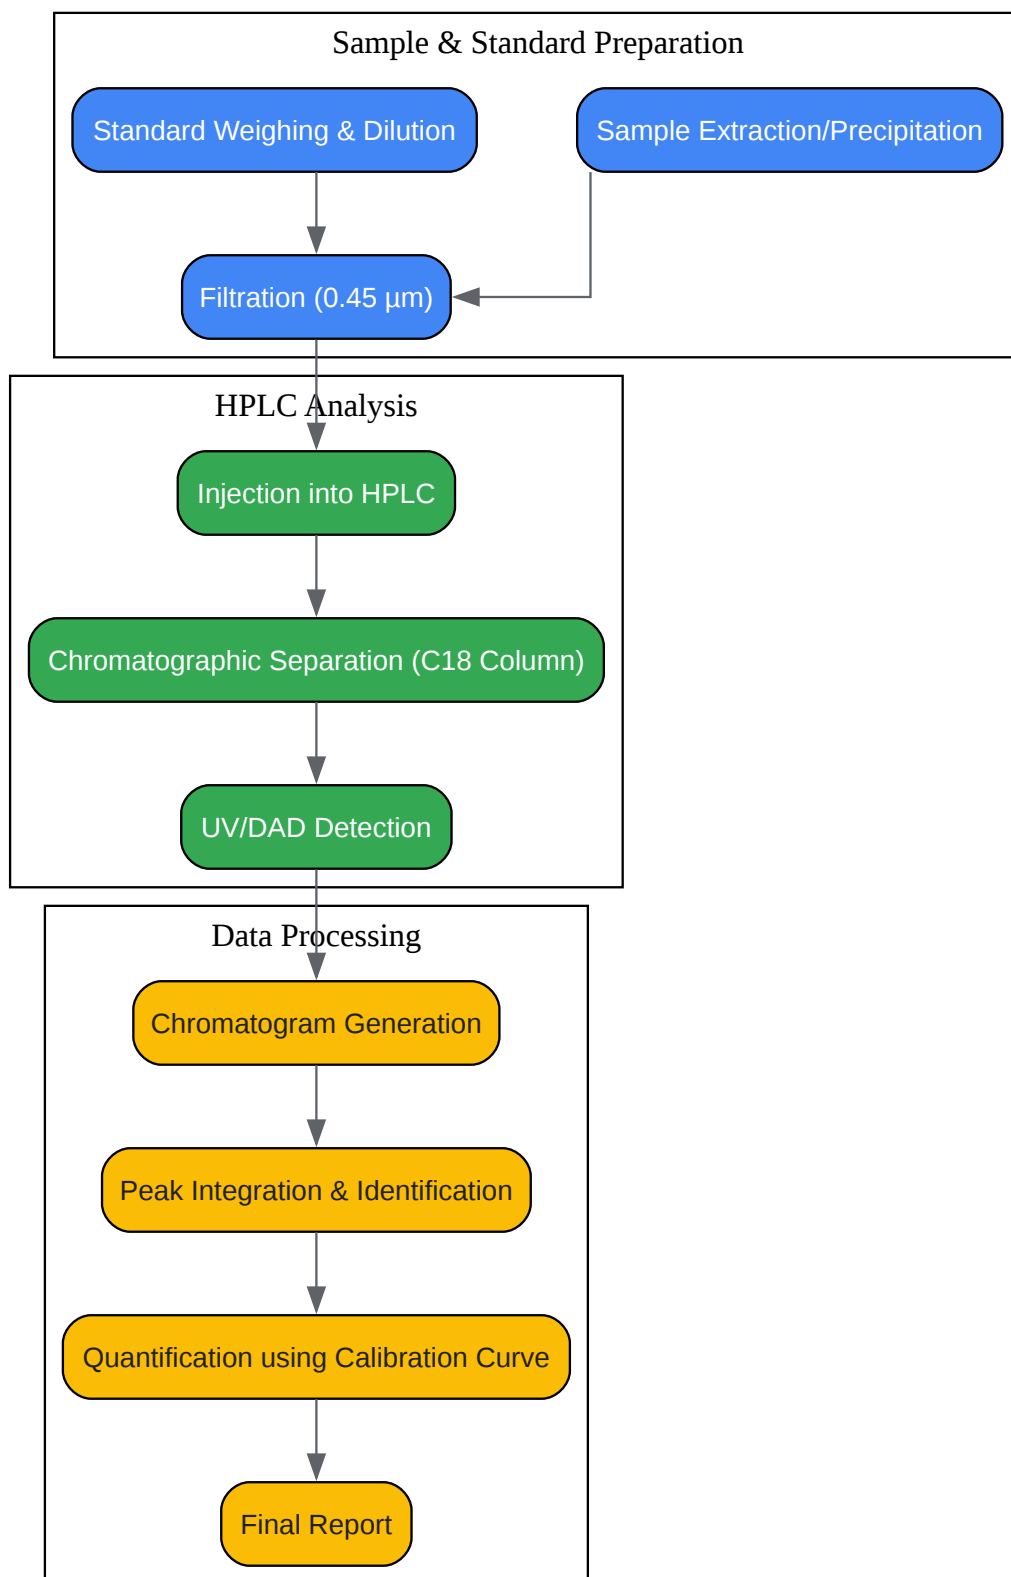 Sample & Standard Preparation
Standard Weighing & Dilution
Sample Extraction/Precipitation
Filtration (0.45 µm)
HPLC Analysis
Injection into HPLC
Chromatographic Separation (C18 Column)
UV/DAD Detection
Data Processing
Chromatogram Generation
Peak Integration & Identification
Quantification using Calibration Curve
Final Report